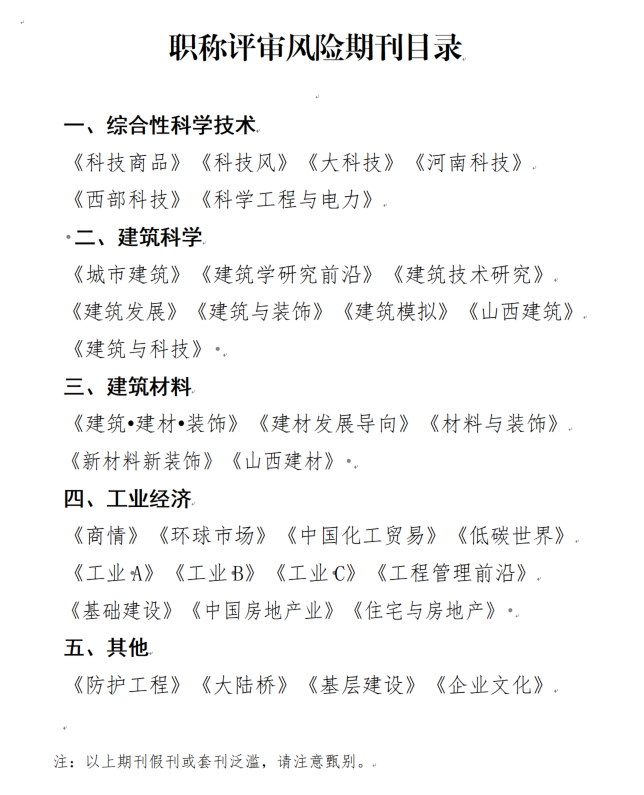 职称评审风险期刊目录
一、综合性科学技术
《科技商品》《科技风》《大科技》《河南科技》
《西部科技》《科学工程与电力》
二、建筑科学
《城市建筑》《建筑学研究前沿》《建筑技术研究》
《建筑发展》《建筑与装饰》《建筑模拟》《山西建筑》
《建筑与科技》
三、建筑材料
《建筑•建材•装饰》《建材发展导向》《材料与装饰》
《新材料新装饰》《山西建材》
四、工业经济
《商情》《环球市场》《中国化工贸易》《低碳世界》
《工业 A》《工业 B》《工业 C》《工程管理前沿》
《基础建设》《中国房地产业》《住宅与房地产》
五、其他
《防护工程》《大陆桥》《基层建设》《企业文化》
注：以上期刊假刊或套刊泛滥，请注意甄别。